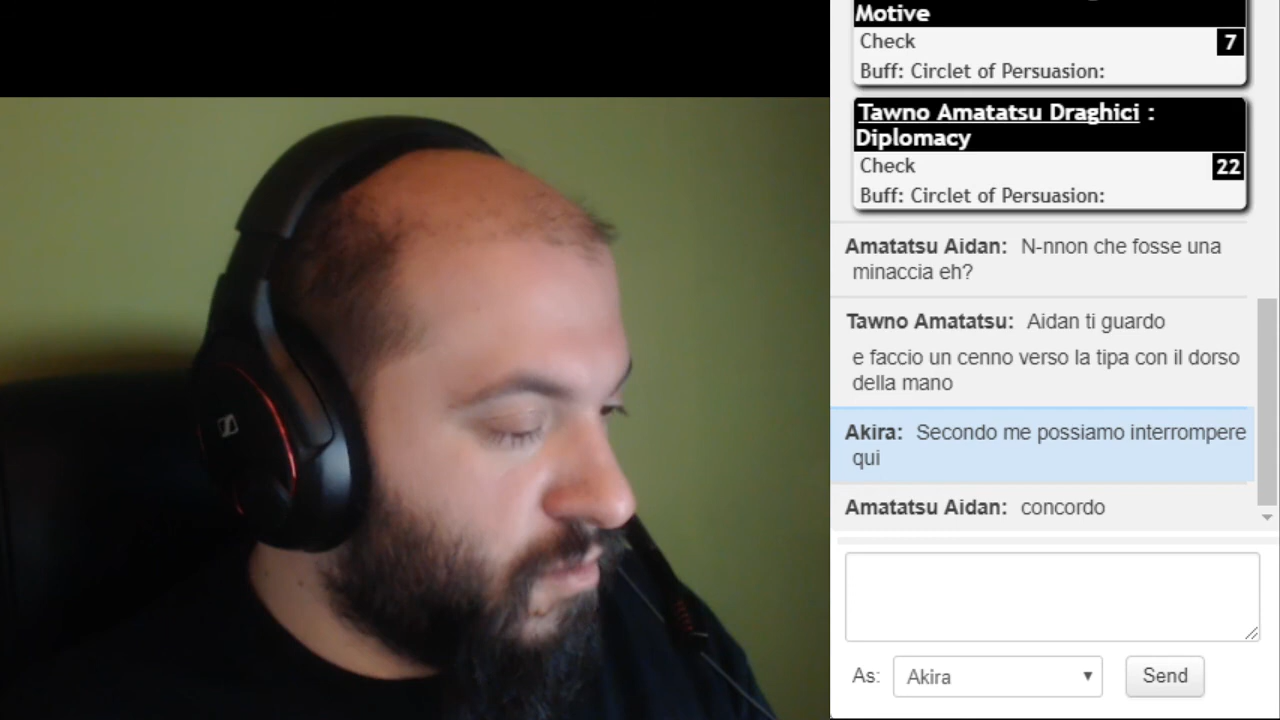 Motive
Check 7
Buff: Circlet of Persuasion:
Tawno Amatatsu Draghici :
Diplomacy
Check 22
Buff: Circlet of Persuasion:
Amatatsu Aidan: N-nnon che fosse una
minaccia eh?
Tawno Amatatsu: Aidan ti guardo
e faccio un cenno verso la tipa con il dorso
della mano
Akira: Secondo me possiamo interrompere
qui
Amatatsu Aidan: concordo
As: Akira Send